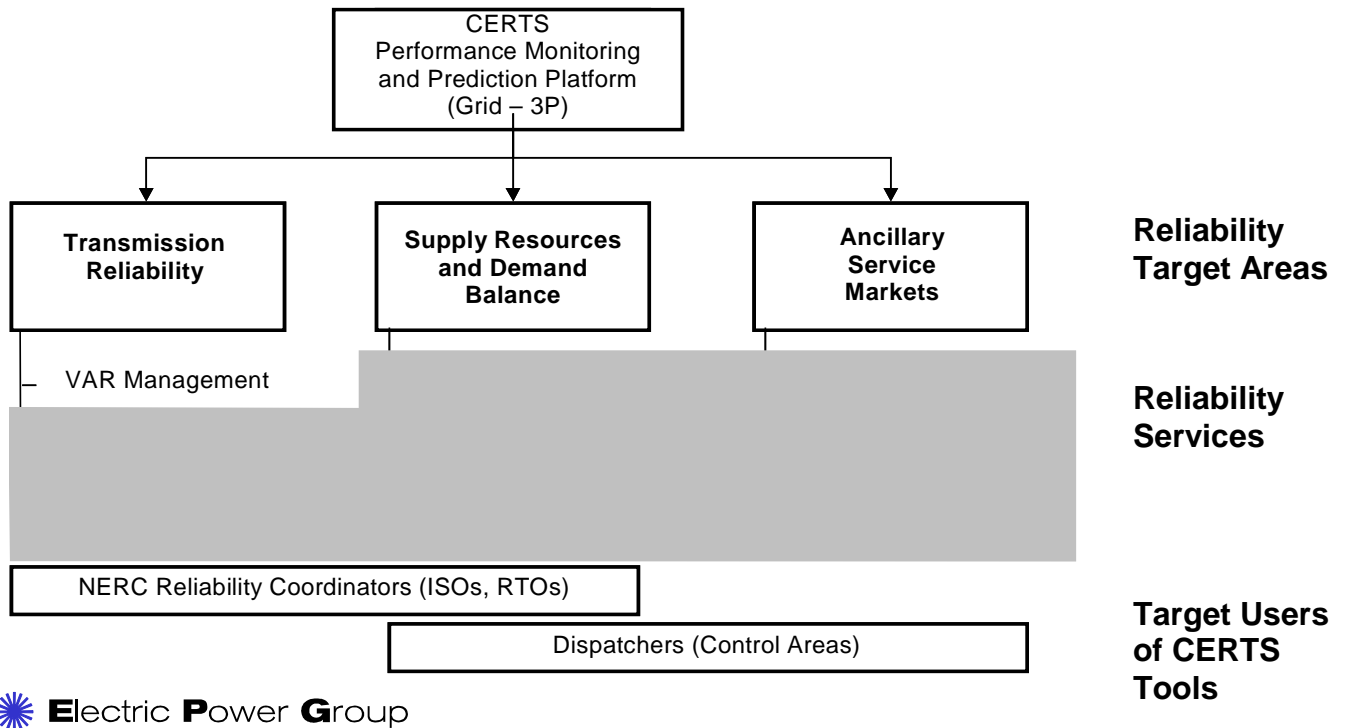 CERTS
Performance Monitoring
and Prediction Platform
(Grid – 3P)
Transmission
Reliability
Supply Resources
and Demand
Balance
Ancillary
Service
Markets
Reliability
Target Areas
VAR Management
Reliability
Services
NERC Reliability Coordinators (ISOs, RTOs)
Dispatchers (Control Areas)
Target Users
of CERTS
Tools
Electric Power Group